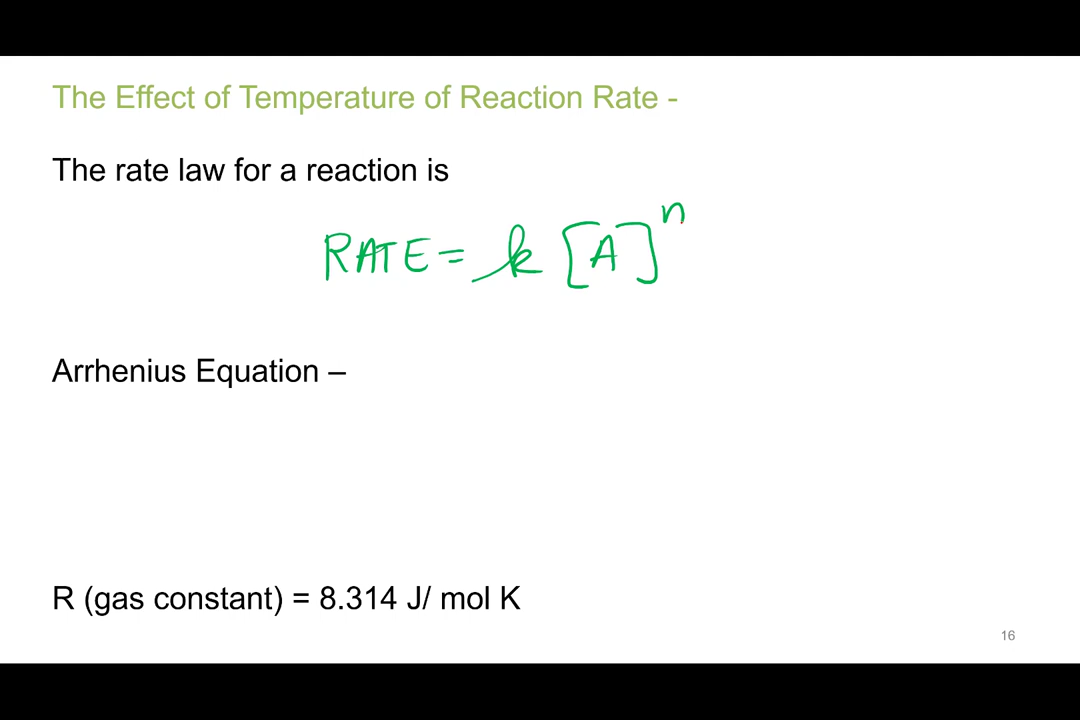 The Effect of Temperature of Reaction Rate -
The rate law for a reaction is
RATE = k [A]^n
Arrhenius Equation –
R (gas constant) = 8.314 J/ mol K
16